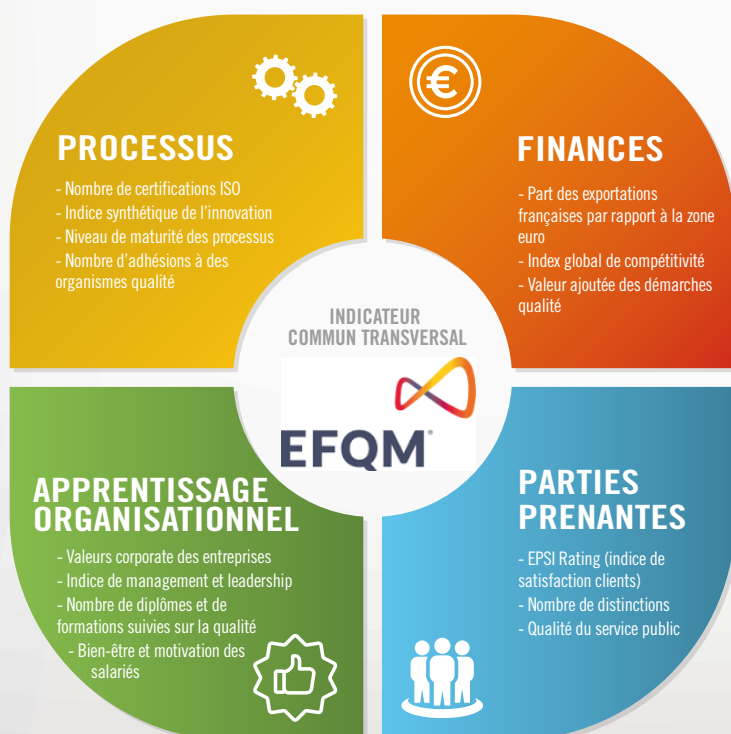 PROCESSUS
- Nombre de certifications ISO
- Indice synthétique de l'innovation
- Niveau de maturité des processus
- Nombre d'adhésions à des
organismes qualité
€
FINANCES
- Part des exportations
françaises par rapport à la zone
euro
- Index global de compétitivité
- Valeur ajoutée des démarches
qualité
INDICATEUR
COMMUN TRANSVERSAL
EFQM
APPRENTISSAGE
ORGANISATIONNEL
- Valeurs corporate des entreprises
- Indice de management et leadership
- Nombre de diplômes et de
formations suivies sur la qualité
- Bien-être et motivation des
salariés
PARTIES
PRENANTES
- EPSI Rating (indice de
satisfaction clients)
- Nombre de distinctions
- Qualité du service public